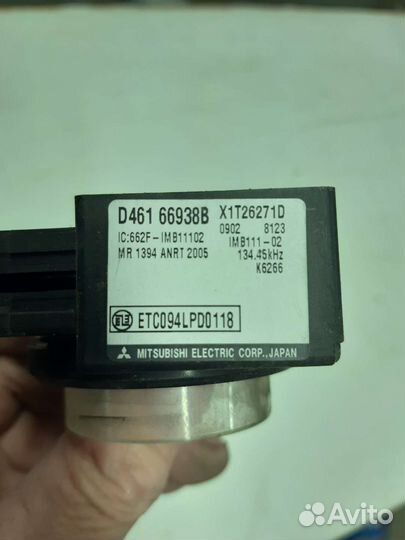 D461 66938B X1T26271D
IC:662F-IMB11102 0902 8123
MR 1394 ANRT 2005 IMB111-02
134.45kHz
K6266
ETC094LPD0118
MITSUBISHI ELECTRIC CORP., JAPAN
Avito